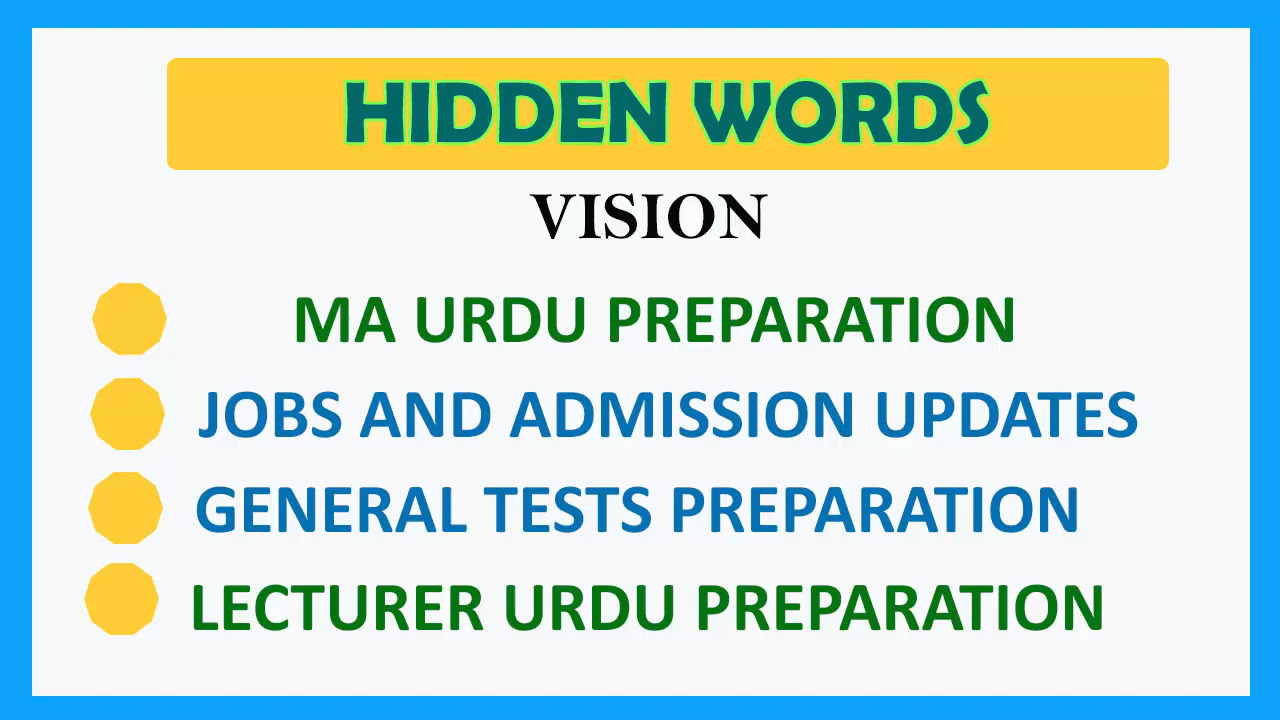 HIDDEN WORDS
VISION
MA URDU PREPARATION
JOBS AND ADMISSION UPDATES
GENERAL TESTS PREPARATION
LECTURER URDU PREPARATION